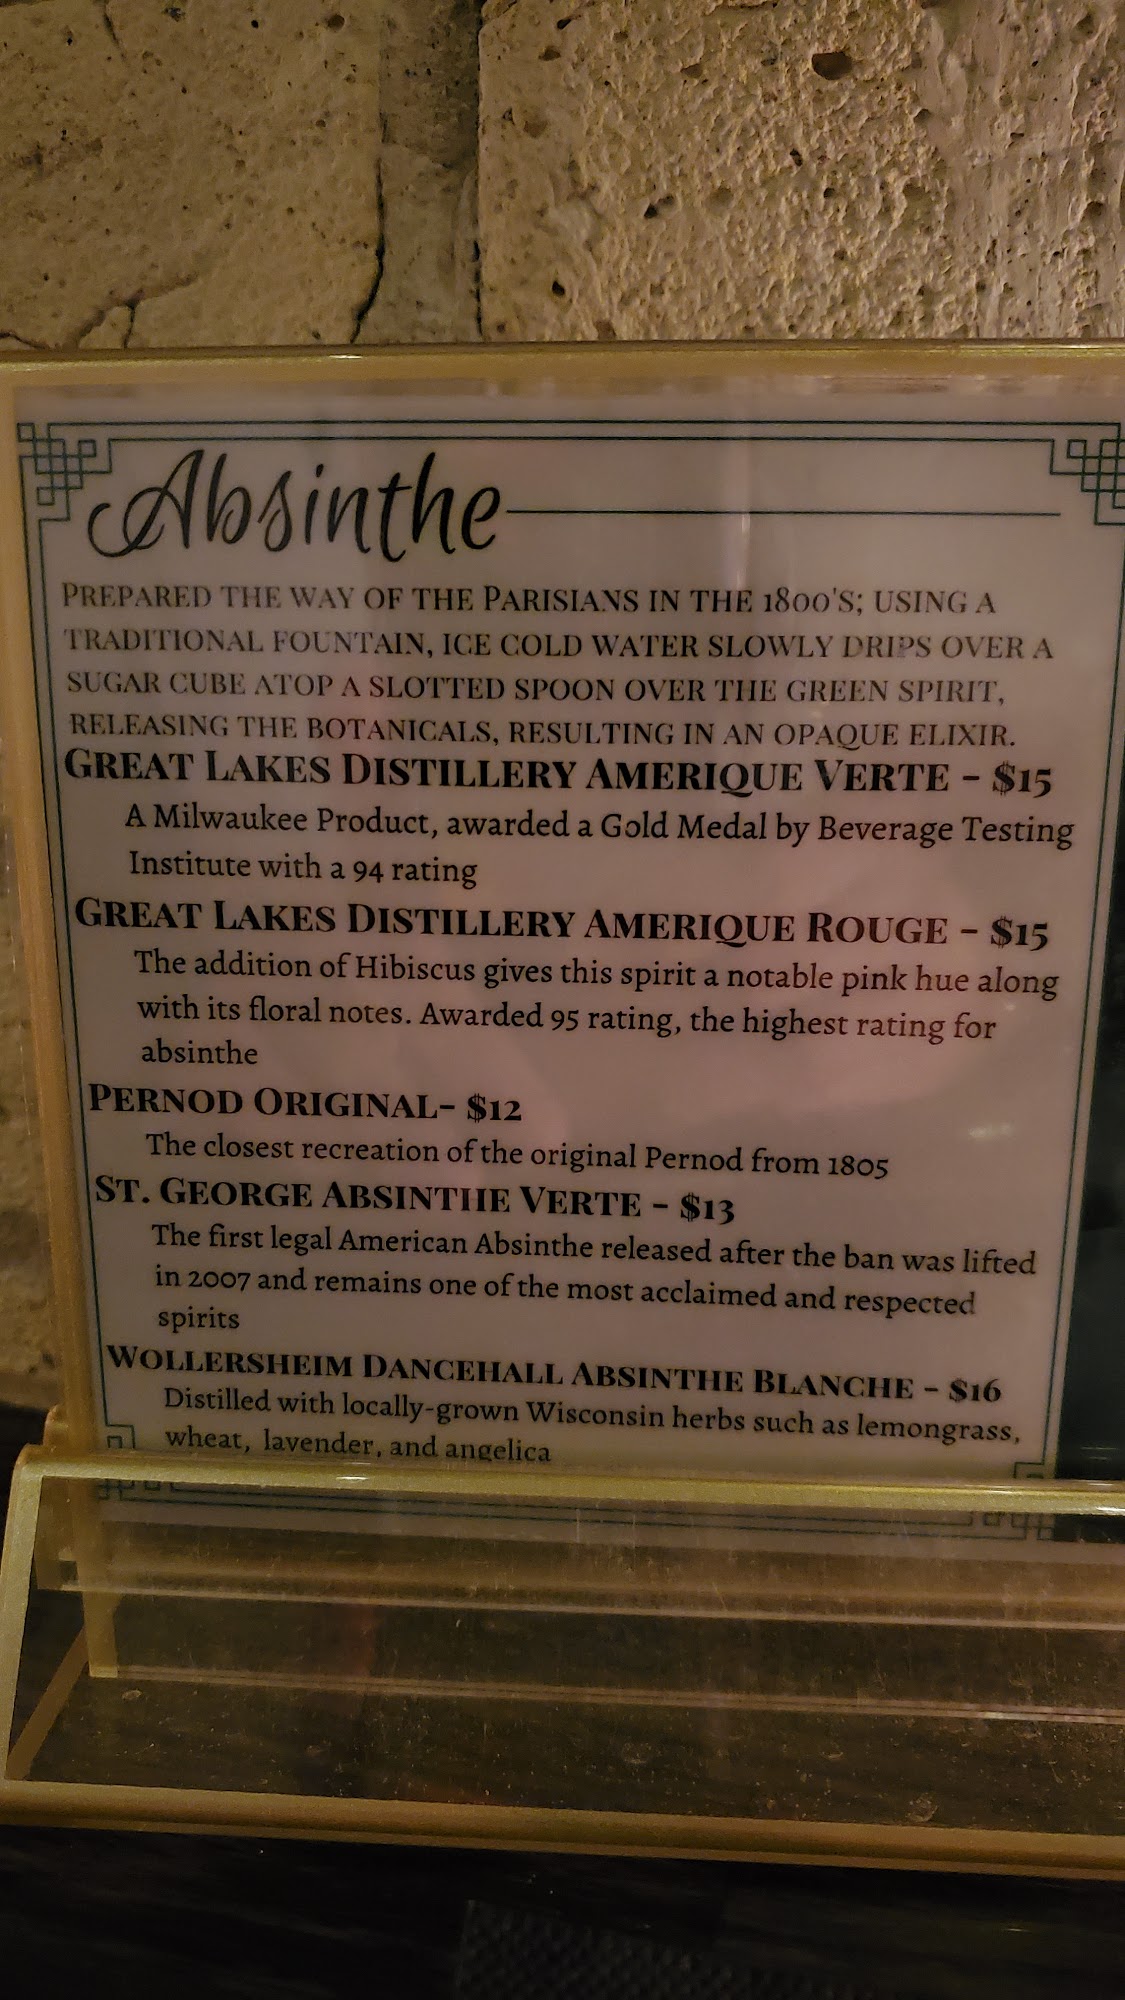 Absinthe
PREPARED THE WAY OF THE PARISIANS IN THE 1800'S; USING A
TRADITIONAL FOUNTAIN, ICE COLD WATER SLOWLY DRIPS OVER A
SUGAR CUBE ATOP A SLOTTED SPOON OVER THE GREEN SPIRIT,
RELEASING THE BOTANICALS, RESULTING IN AN OPAQUE ELIXIR.
GREAT LAKES DISTILLERY AMERIQUE VERTE - $15
A Milwaukee Product, awarded a Gold Medal by Beverage Testing
Institute with a 94 rating
GREAT LAKES DISTILLERY AMERIQUE ROUGE - $15
The addition of Hibiscus gives this spirit a notable pink hue along
with its floral notes. Awarded 95 rating, the highest rating for
absinthe
PERNOD ORIGINAL- $12
The closest recreation of the original Pernod from 1805
ST. GEORGE ABSINTHE VERTE - $13
The first legal American Absinthe released after the ban was lifted
in 2007 and remains one of the most acclaimed and respected
spirits
WOLLERSHEIM DANCEHALL ABSINTHE BLANCHE - $16
Distilled with locally-grown Wisconsin herbs such as lemongrass,
wheat, lavender, and angelica